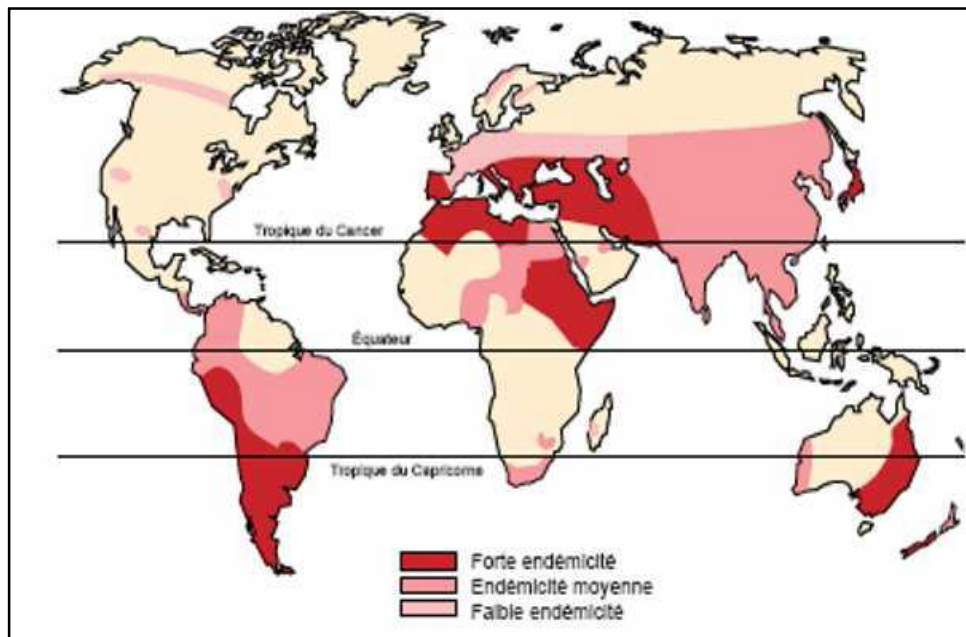 Tropique du Cancer
Équateur
Tropique du Capricorne
Forte endémicité
Endémicité moyenne
Faible endémicité